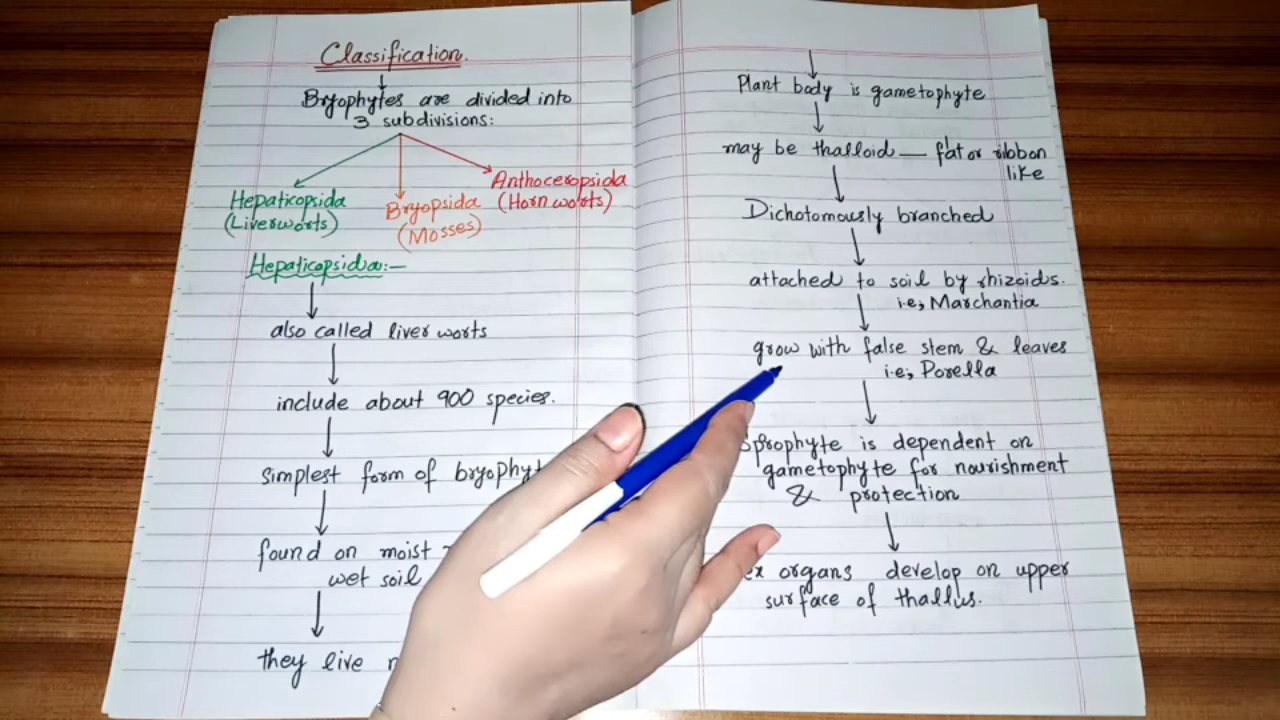 Classification.
Bryophytes are divided into
3 subdivisions:
Hepaticopsida
(Liverworts)
Bryopsida
(Mosses)
Anthoceropsida
(Horn worts)
Hepaticopsida:-
also called liver worts
include about 900 species.
simplest form of
found on moist
wet soil
they live
Plant body is gametophyte
may be thalloid — flat or ribbon
like
Dichotomously branched
attached to soil by rhizoids.
i.e, Marchantia
grow with false stem & leaves
i.e, Porella
is dependent on
gametophyte for nourishment
& protection
organs develop on upper
surface of thallus.